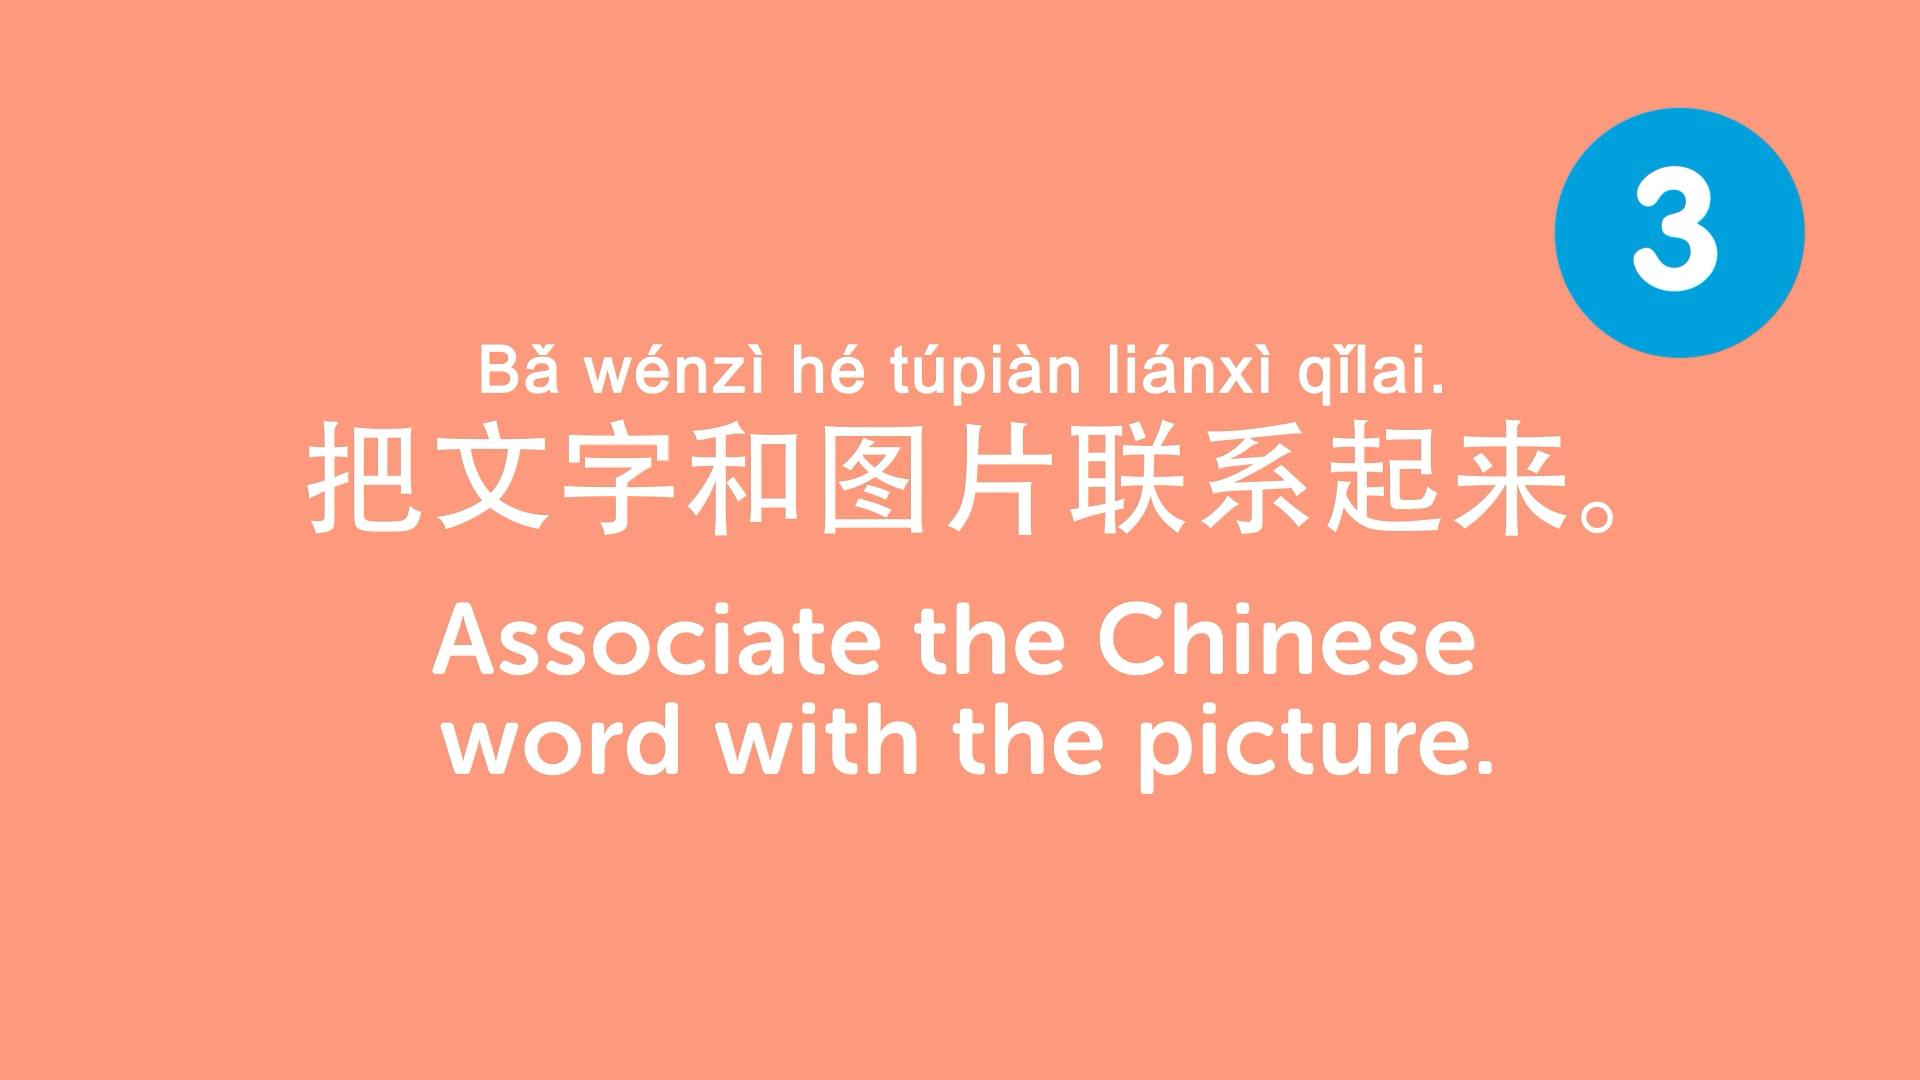 3
Bǎ wénzì hé túpiàn liánxì qǐlai.
把文字和图片联系起来。
Associate the Chinese
word with the picture.